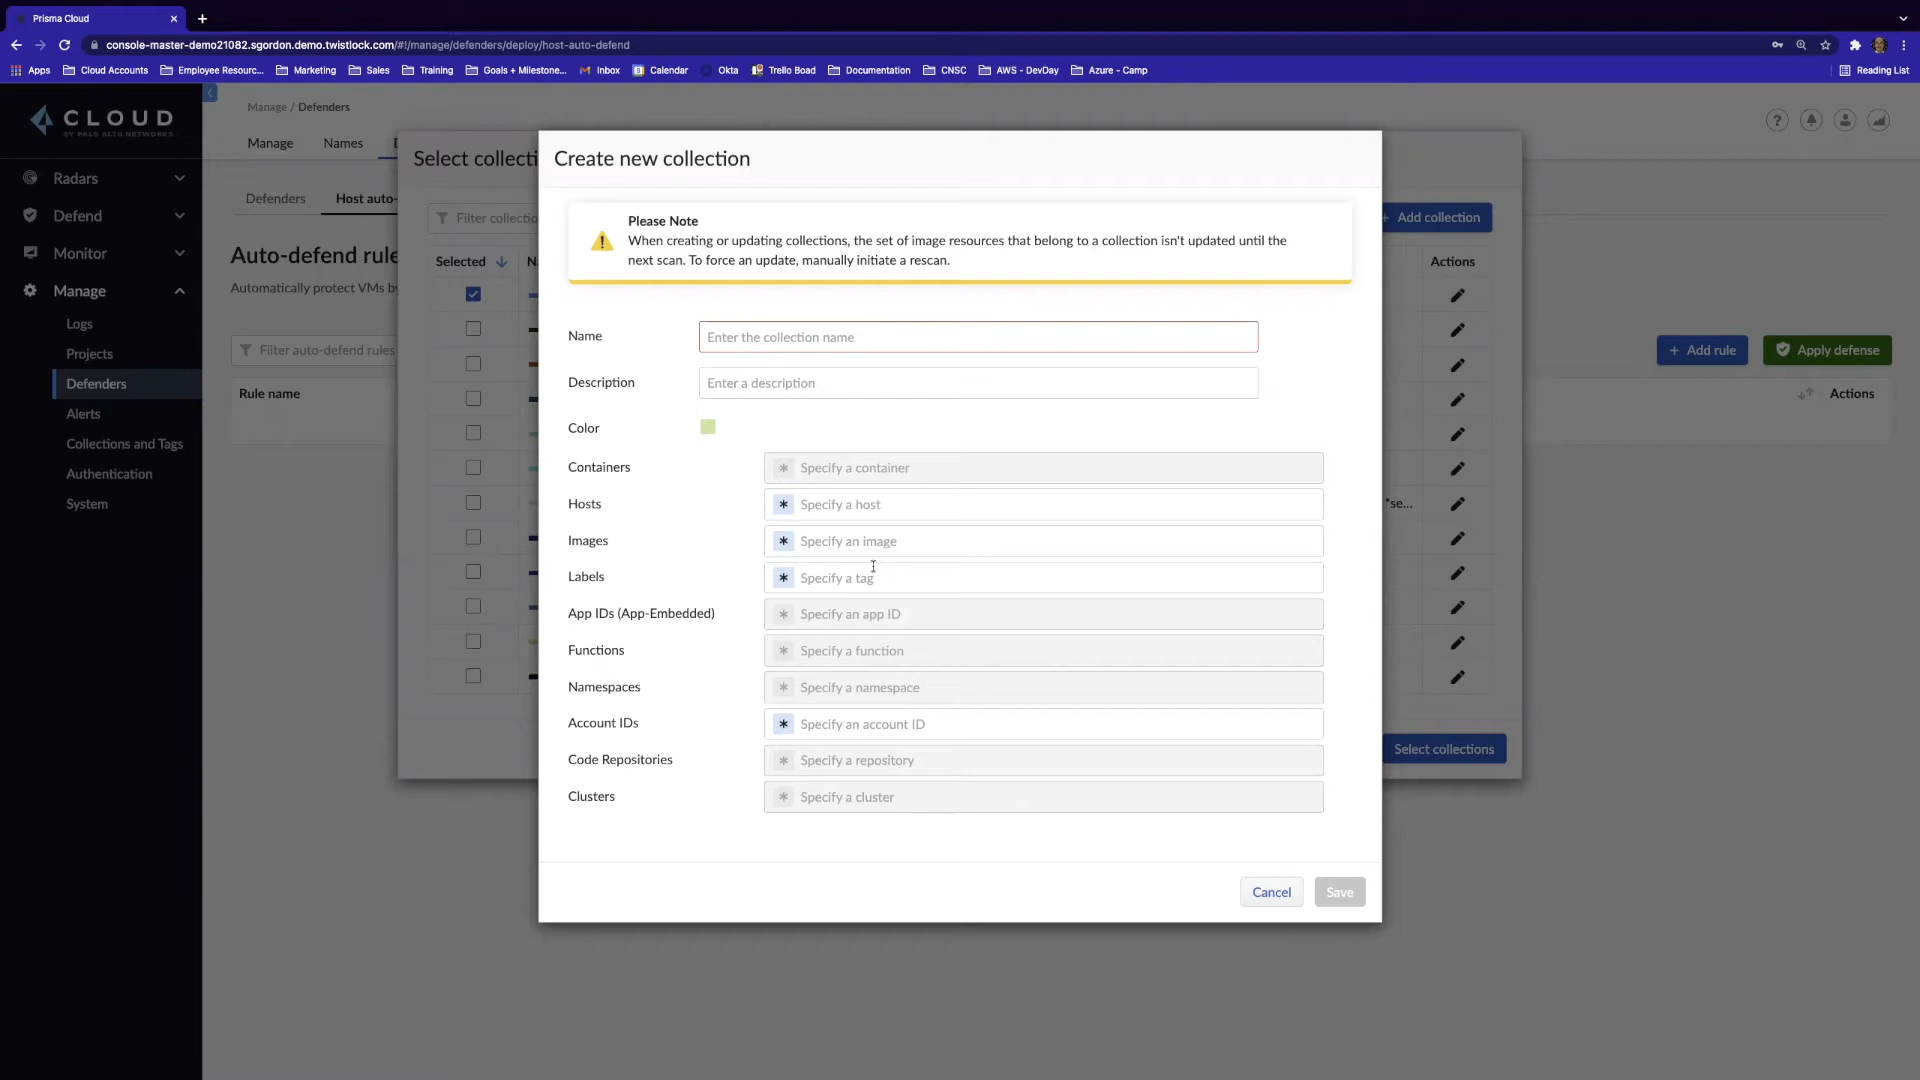 Prisma Cloud
console-master-demo21082.sgordon.demo.twistlock.com/#!/manage/defenders/deploy/host-auto-defend
Apps Cloud Accounts Employee Resourc... Marketing Sales Training Goals + Milestone... Inbox Calendar Okta Trello Boad Documentation CNSC AWS - DevDay Azure - Camp Reading List
CLOUD
BY PALO ALTO NETWORKS
Radars
Defend
Monitor
Manage
Logs
Projects
Defenders
Alerts
Collections and Tags
Authentication
System
Manage / Defenders
Manage Names
Defenders Host auto-
Auto-defend rule
Automatically protect VMs by
Filter auto-defend rules
+ Add rule
Apply defense
Rule name
Actions
Select collecti
Filter collectio
+ Add collection
Selected
Actions
*se...
Select collections
Create new collection
Please Note
When creating or updating collections, the set of image resources that belong to a collection isn't updated until the
next scan. To force an update, manually initiate a rescan.
Name Enter the collection name
Description Enter a description
Color
Containers * Specify a container
Hosts * Specify a host
Images * Specify an image
Labels * Specify a tag
App IDs (App-Embedded) * Specify an app ID
Functions * Specify a function
Namespaces * Specify a namespace
Account IDs * Specify an account ID
Code Repositories * Specify a repository
Clusters * Specify a cluster
Cancel Save